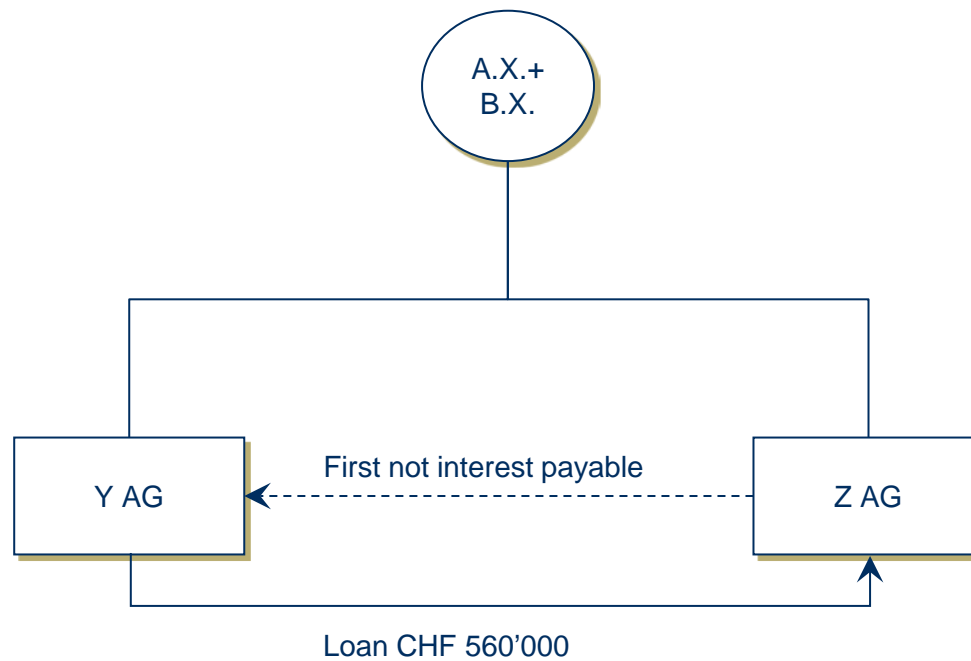 A.X.+
B.X.
First not interest payable
Y AG
Z AG
Loan CHF 560'000